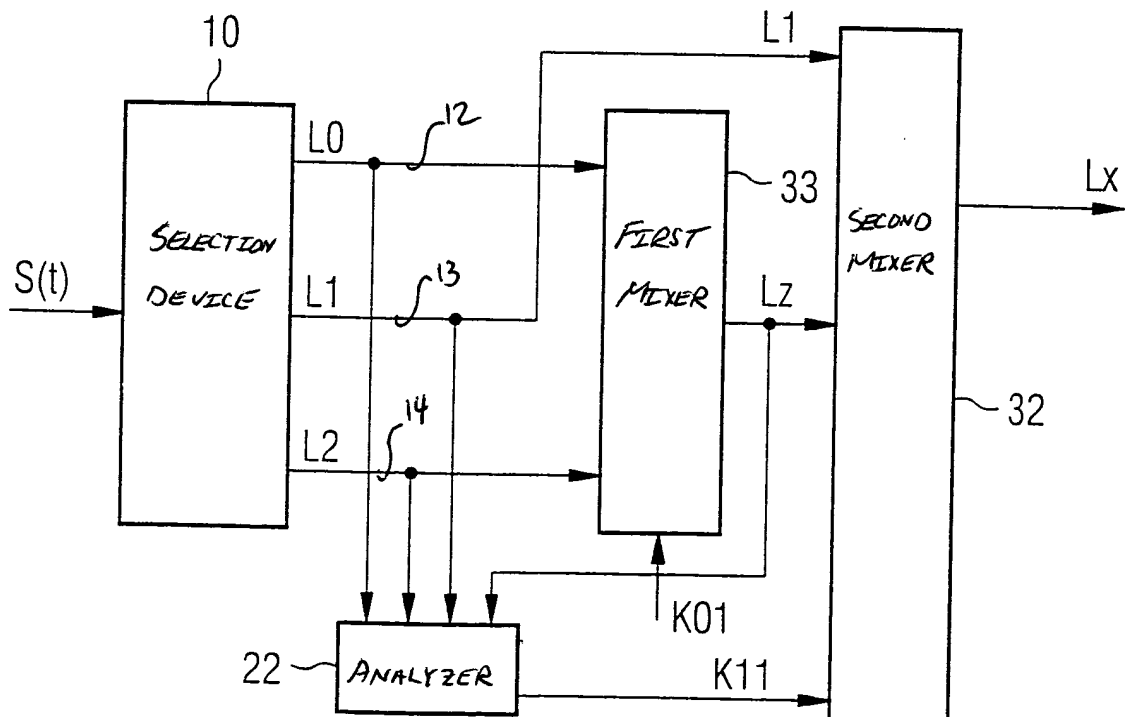 10
L1
L0
12
33
Lx
SELECTION
DEVICE
FIRST
MIXER
SECOND
MIXER
S(t)
L1
13
Lz
L2
14
32
K01
22
ANALYZER
K11